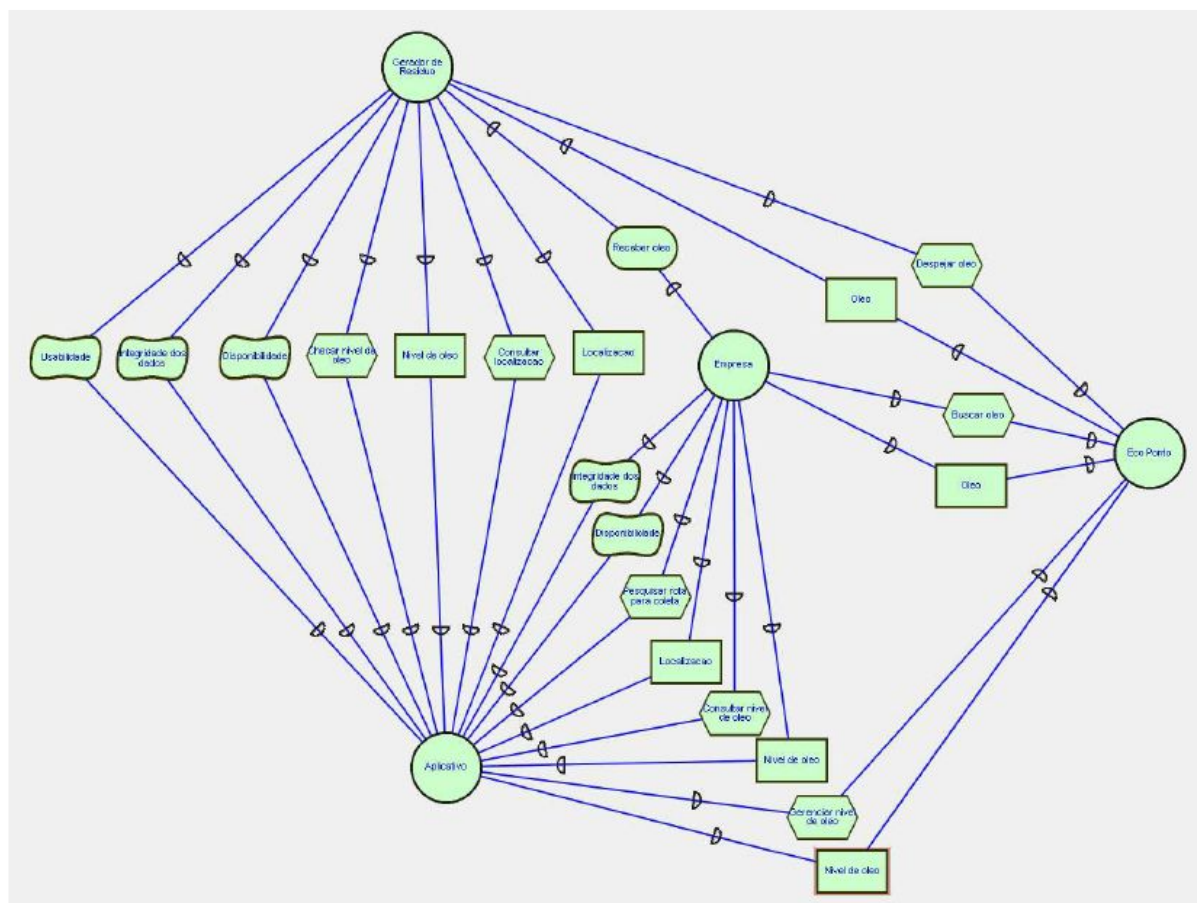 Gerador de
Residuo
Receber oleo
Despejar oleo
Oleo
Usabilidade
Integridade dos
dados
Disponibilidade
Checar nivel de
oleo
Nivel de oleo
Consultar
localizacao
Localizacao
Empresa
Buscar oleo
Eco Ponto
Oleo
Integridade dos
dados
Disponibilidade
Pesquisar rota
para coleta
Localizacao
Consultar nivel
de oleo
Aplicativo
Nivel de oleo
Gerenciar nivel
de oleo
Nivel de oleo